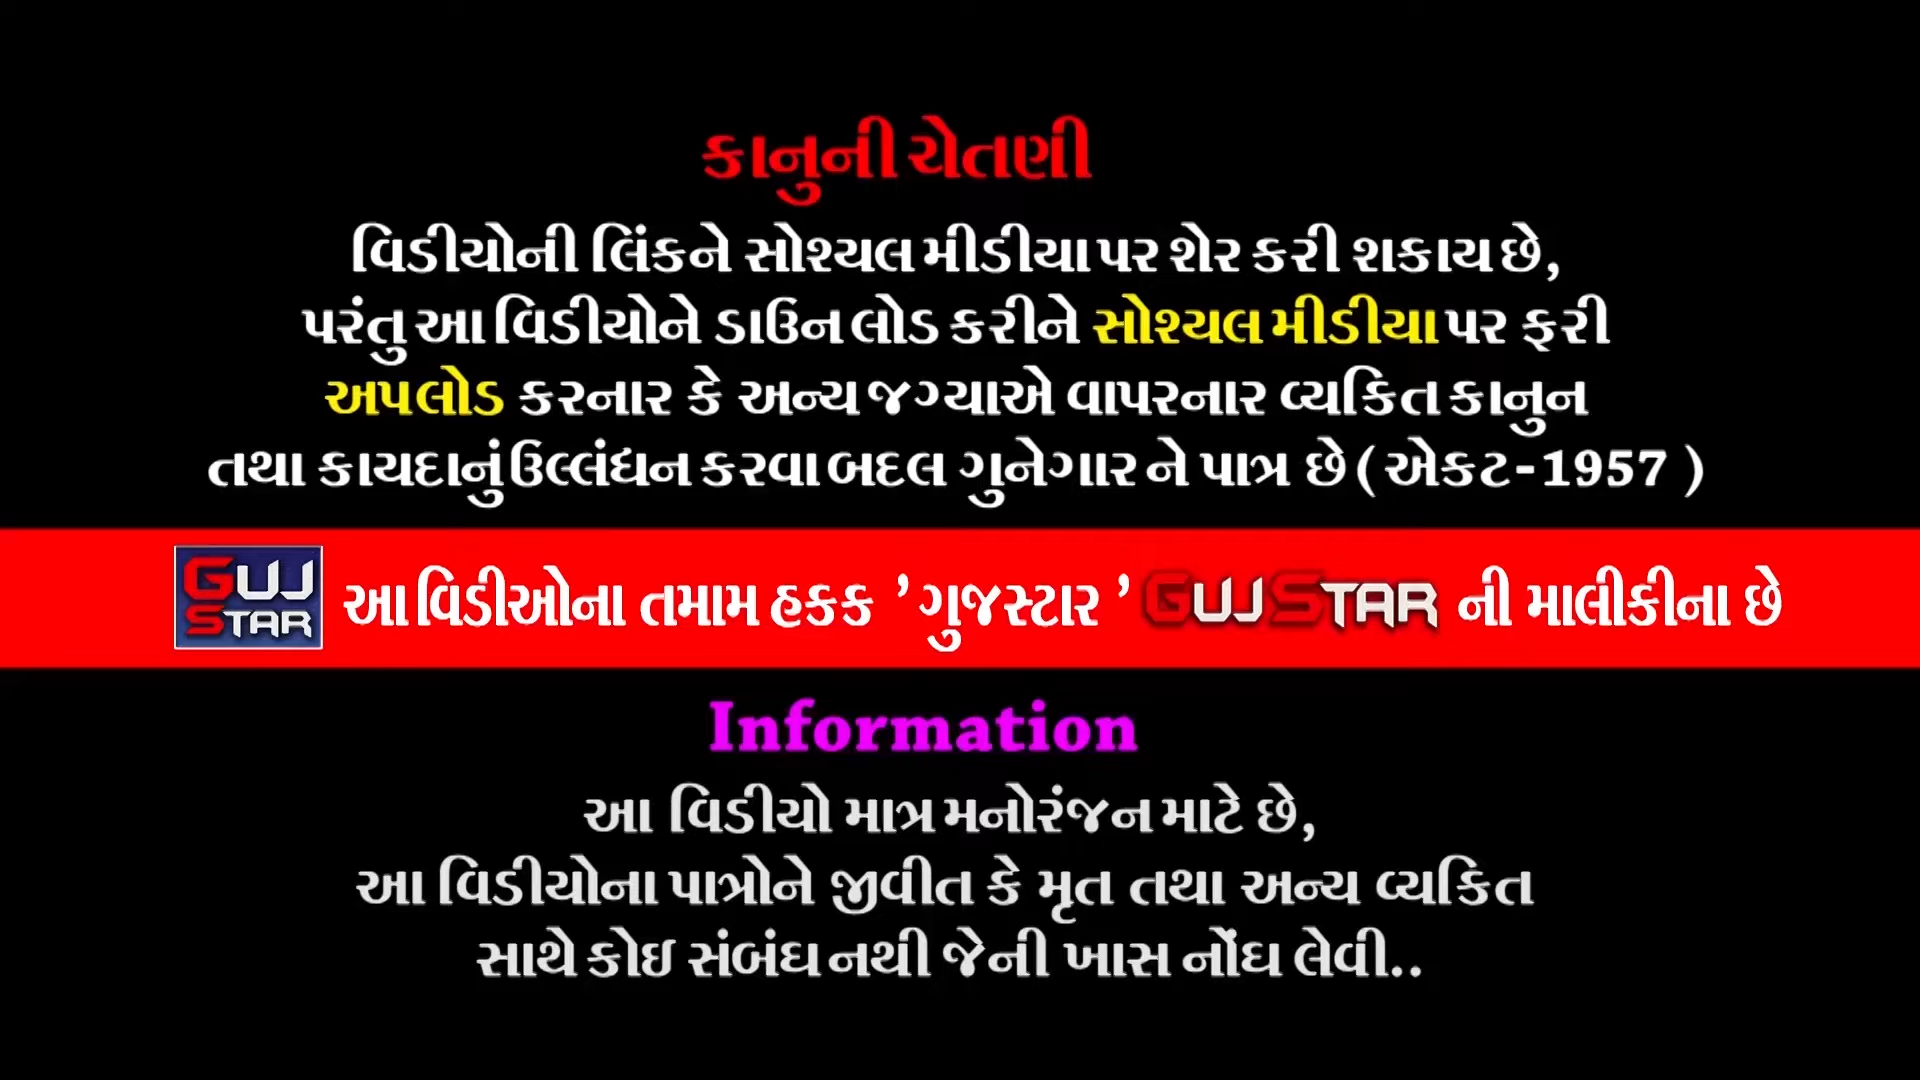 કાનુની ચેતણી
વિડીયોની લિંકને સોશ્યલ મીડીયા પર શેર કરી શકાય છે,
પરંતુ આ વિડીયોને ડાઉન લોડ કરીને સોશ્યલ મીડીયા પર ફરી
અપલોડ કરનાર કે અન્ય જગ્યાએ વાપરનાર વ્યકિત કાનુન
તથા કાયદાનું ઉલ્લંઘન કરવા બદલ ગુનેગાર ને પાત્ર છે ( એકટ-1957 )
GUJ STAR આ વિડીઓના તમામ હકક ’ ગુજસ્ટાર ’ GUJ STAR ની માલીકીના છે
Information
આ વિડીયો માત્ર મનોરંજન માટે છે,
આ વિડીયોના પાત્રોને જીવીત કે મૃત તથા અન્ય વ્યકિત
સાથે કોઇ સંબંઘ નથી જેની ખાસ નોંઘ લેવી..